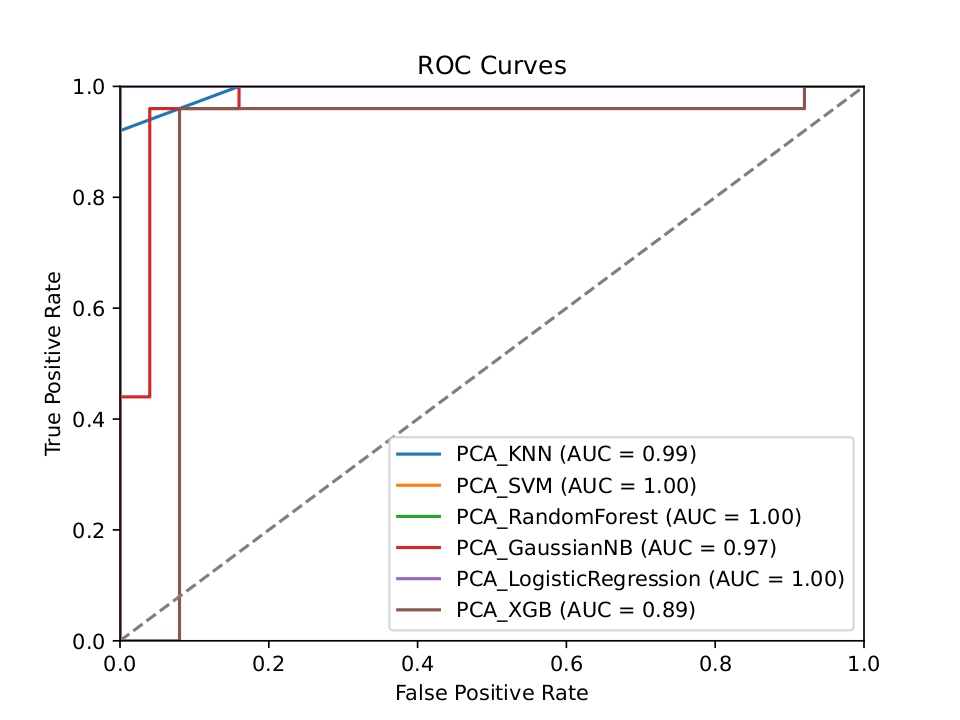 ROC Curves
1.0
0.8
0.6
0.4
0.2
0.0
True Positive Rate
0.0 0.2 0.4 0.6 0.8 1.0
False Positive Rate
PCA_KNN (AUC = 0.99)
PCA_SVM (AUC = 1.00)
PCA_RandomForest (AUC = 1.00)
PCA_GaussianNB (AUC = 0.97)
PCA_LogisticRegression (AUC = 1.00)
PCA_XGB (AUC = 0.89)